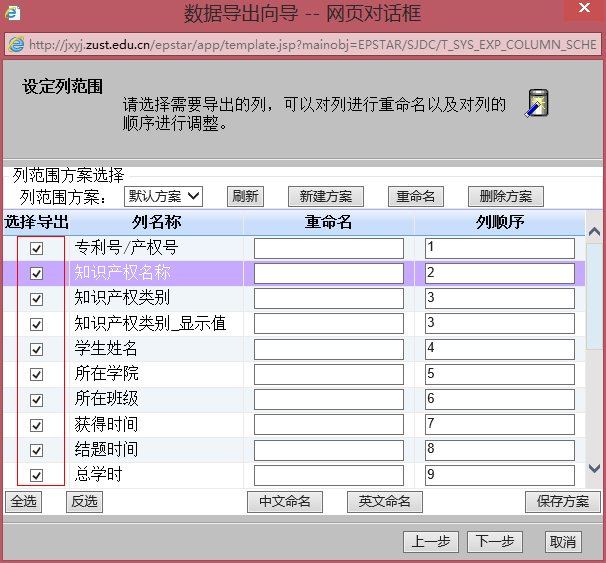 数据导出向导 -- 网页对话框
http://jxyj.zust.edu.cn/epstar/app/template.jsp?mainobj=EPSTAR/SJDC/T_SYS_EXP_COLUMN_SCHE
设定列范围
请选择需要导出的列，可以对列进行重命名以及对列的
顺序进行调整。
列范围方案选择
列范围方案： 默认方案 刷新 新建方案 重命名 删除方案
选择导出 列名称 重命名 列顺序
专利号/产权号 1
知识产权名称 2
知识产权类别 3
知识产权类别_显示值 3
学生姓名 4
所在学院 5
所在班级 6
获得时间 7
结题时间 8
总学时 9
全选 反选 中文命名 英文命名 保存方案
上一步 下一步 取消